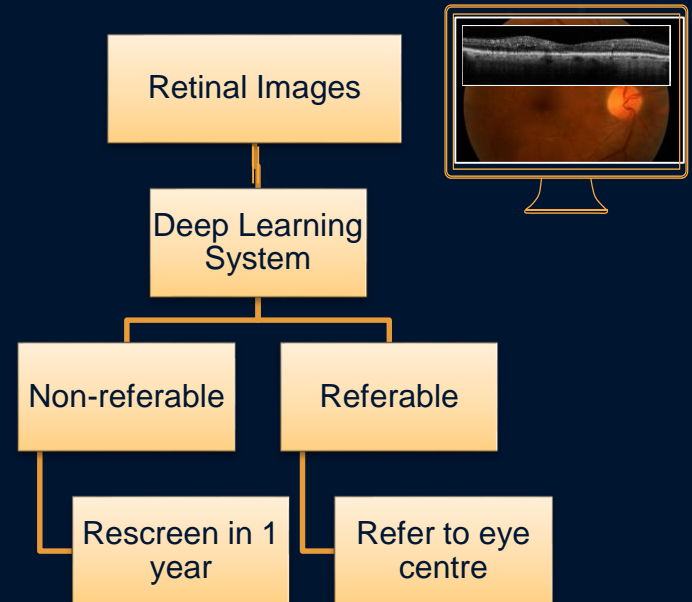 Retinal Images
Deep Learning
System
Non-referable
Referable
Rescreen in 1
year
Refer to eye
centre